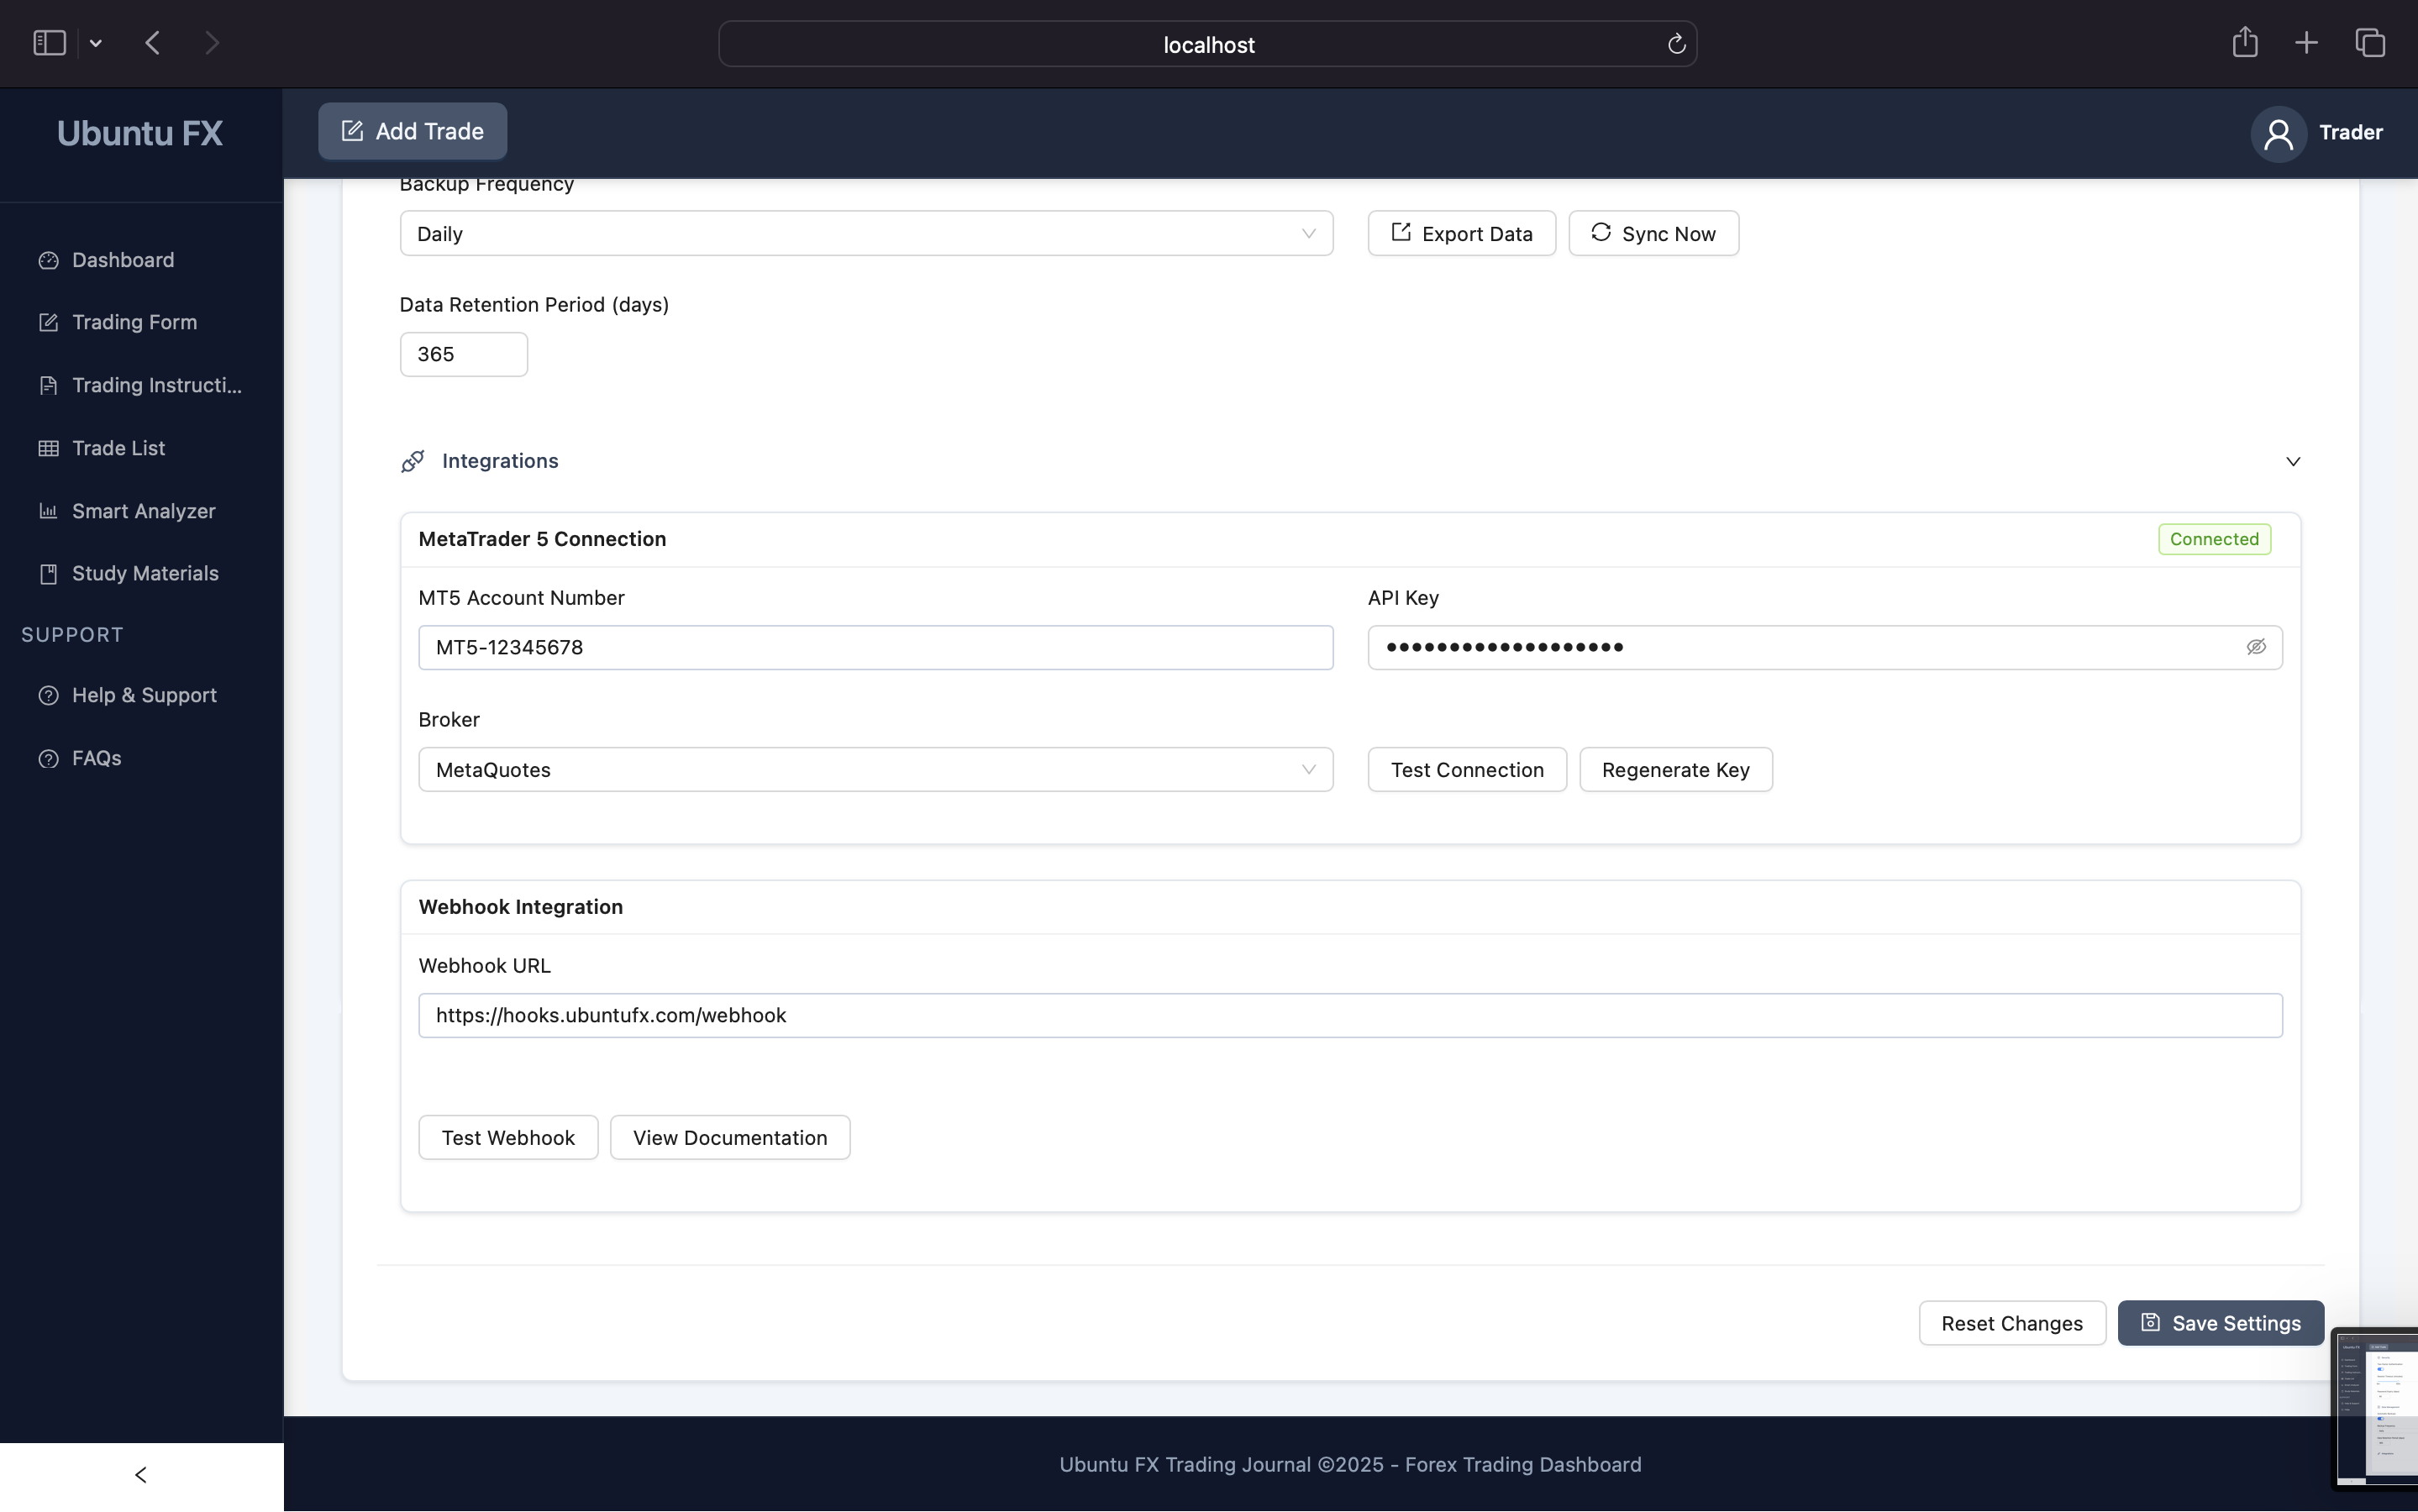 localhost
Ubuntu FX
Add Trade
Trader
Dashboard
Trading Form
Trading Instructi...
Trade List
Smart Analyzer
Study Materials
SUPPORT
Help & Support
FAQs
Backup Frequency
Daily
Export Data
Sync Now
Data Retention Period (days)
365
Integrations
MetaTrader 5 Connection
Connected
MT5 Account Number
API Key
MT5-12345678
Broker
MetaQuotes
Test Connection
Regenerate Key
Webhook Integration
Webhook URL
https://hooks.ubuntufx.com/webhook
Test Webhook
View Documentation
Reset Changes
Save Settings
Ubuntu FX Trading Journal ©2025 - Forex Trading Dashboard